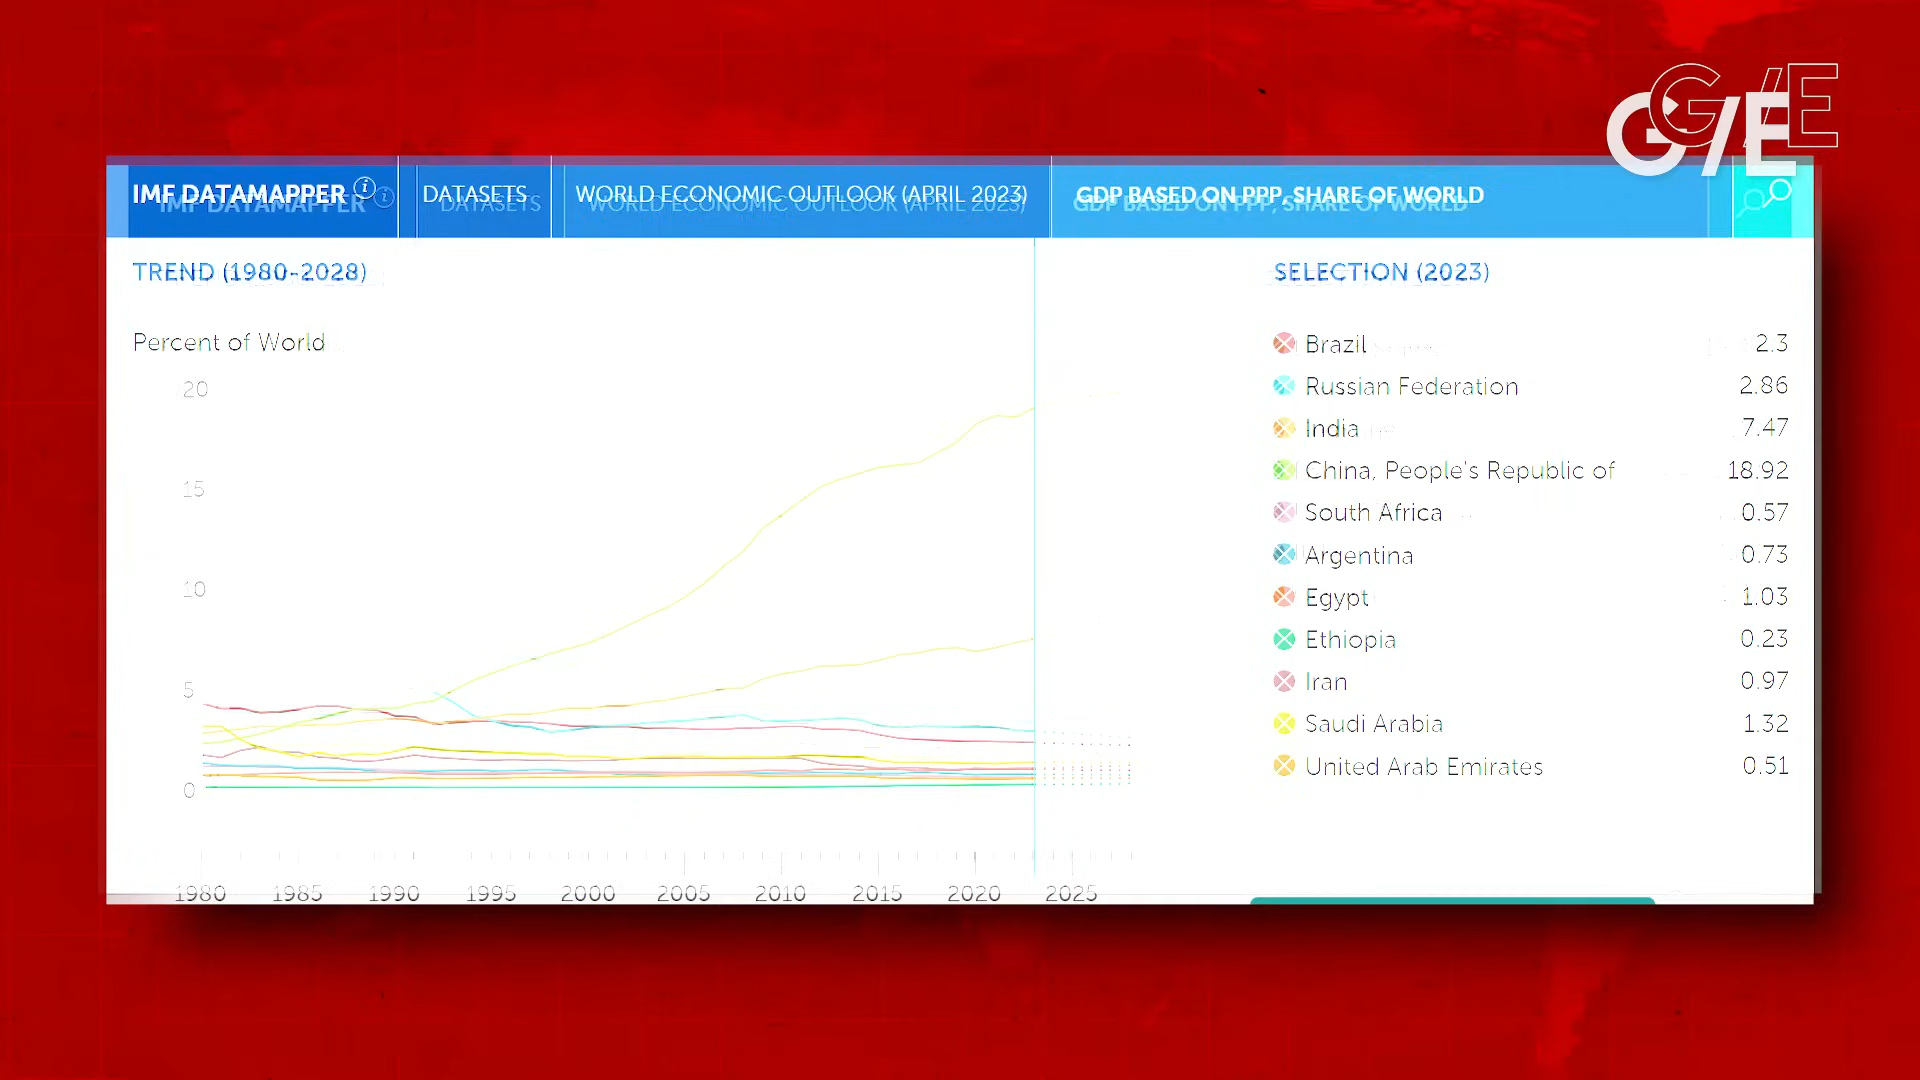 G/E
IMF DATAMAPPER DATASETS WORLD ECONOMIC OUTLOOK (APRIL 2023) GDP BASED ON PPP, SHARE OF WORLD
TREND (1980-2028)
SELECTION (2023)
Percent of World
20
15
10
5
0
1980 1985 1990 1995 2000 2005 2010 2015 2020 2025
Brazil 2.3
Russian Federation 2.86
India 7.47
China, People's Republic of 18.92
South Africa 0.57
Argentina 0.73
Egypt 1.03
Ethiopia 0.23
Iran 0.97
Saudi Arabia 1.32
United Arab Emirates 0.51